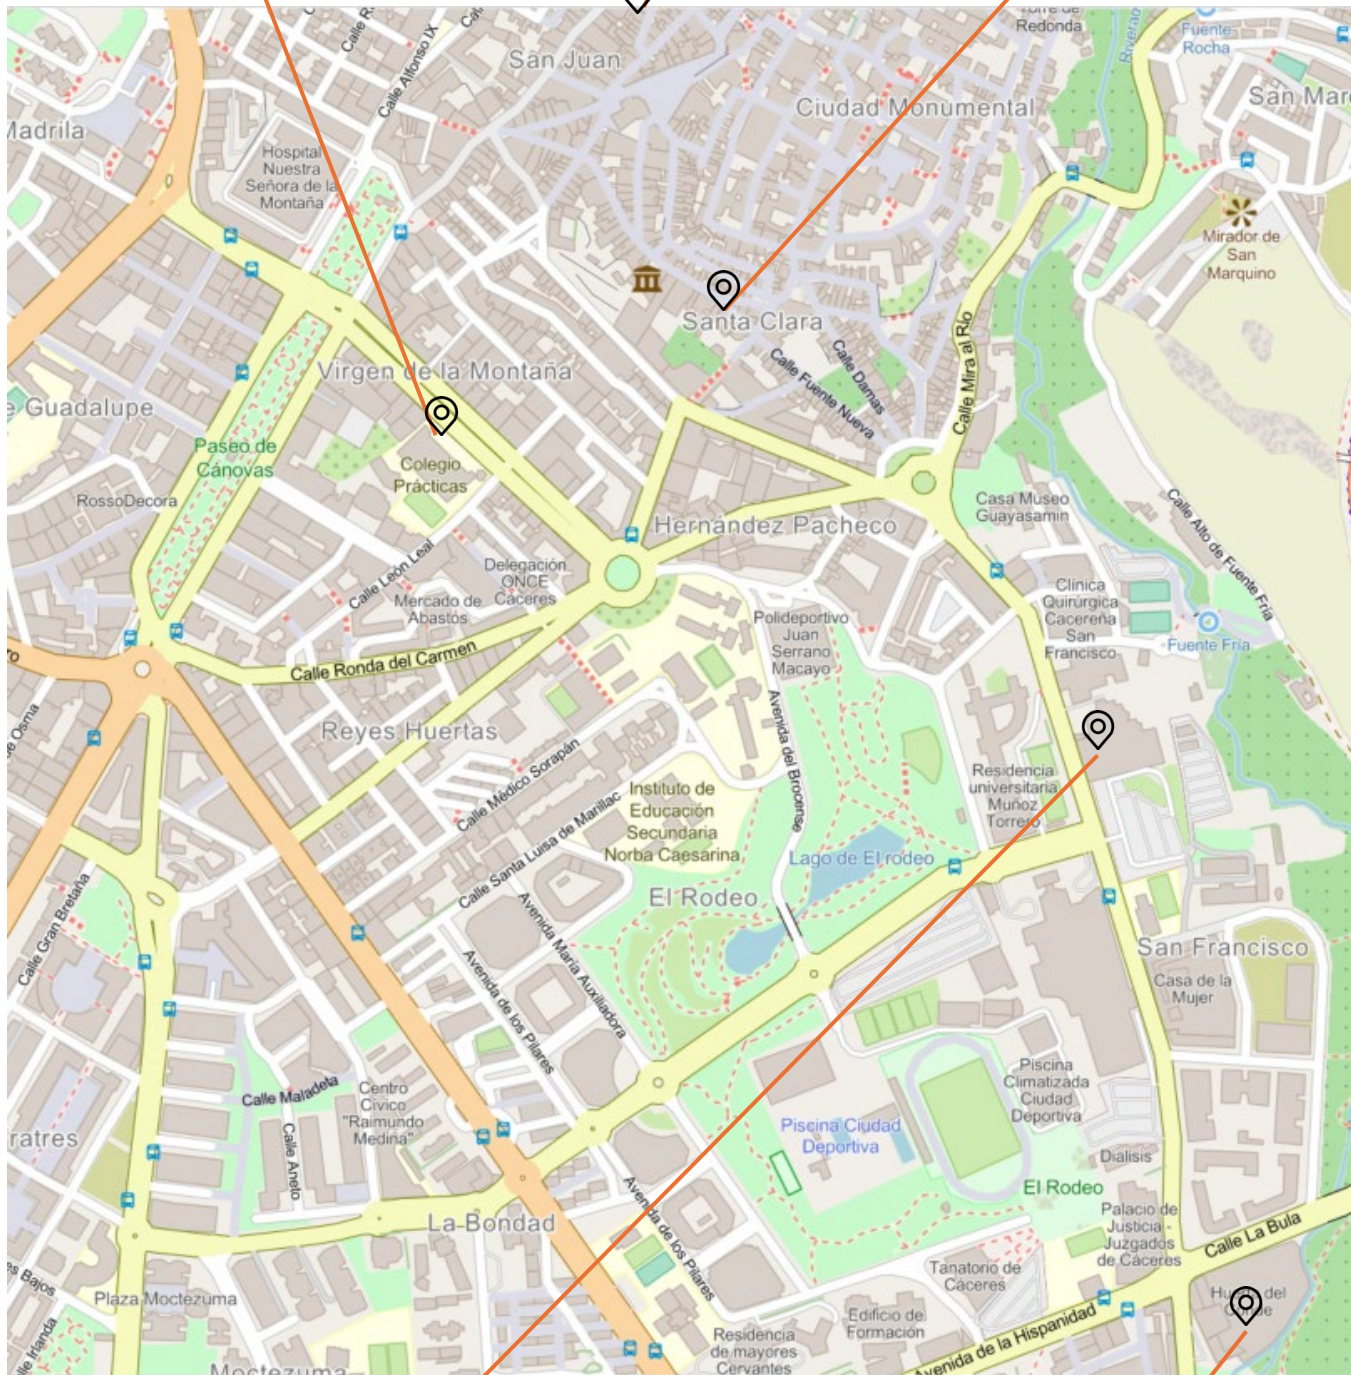 Calle Alfonso IX
San Juan
Torre de
Redonda
Fuente
Rocha
Ciudad Monumental
Madrila
Hospital
Nuestra
Señora de la
Montaña
Mirador de
San
Marquino
Santa Clara
Virgen de la Montaña
Calle Fuente Nueva
Calle Damas
Calle Mira al Río
e Guadalupe
Paseo de
Cánovas
Colegio
Prácticas
RossoDecora
Hernández Pacheco
Casa Museo
Guayasamin
Calle Alto de Fuente Fría
Calle León Leal
Delegación
ONCE
Cáceres
Mercado de
Abastos
Polideportivo
Juan
Serrano
Macayo
Clínica
Quirúrgica
Cacereña
San
Francisco
Fuente Fría
Calle Ronda del Carmen
Reyes Huertas
Avenida del Brocense
Calle Médico Sorapán
Calle Santa Luisa de Marillac
Instituto de
Educación
Secundaria
Norba Caesarina
Residencia
universitaria
Muñoz
Torrero
Lago de El rodeo
El Rodeo
Calle Gran Bretaña
Avenida María Auxiliadora
Avenida de los Pilares
San Francisco
Casa de la
Mujer
Calle Maladeta
Calle Aneto
Centro
Cívico
"Raimundo
Medina"
Piscina
Climatizada
Ciudad
Deportiva
Piscina Ciudad
Deportiva
Dialisis
El Rodeo
La Bondad
Avenida de los Pilares
Palacio de
Justicia -
Juzgados
de Cáceres
Calle La Bula
Tanatorio de
Cáceres
Plaza Moctezuma
Edificio de
Formación
Residencia
de mayores
Cervantes
Avenida de la Hispanidad
Moctezuma